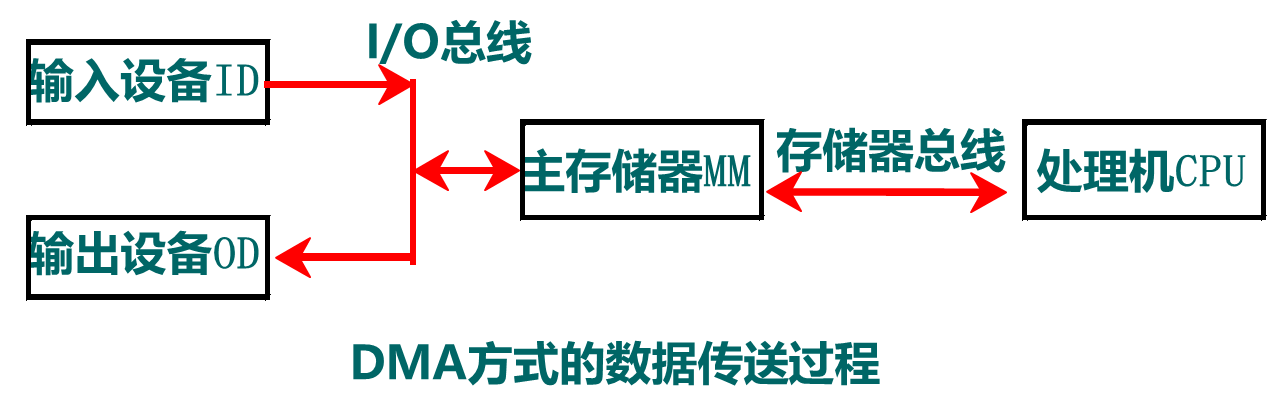 I/O总线
输入设备ID
主存储器MM
存储器总线
处理机CPU
输出设备OD
DMA方式的数据传送过程